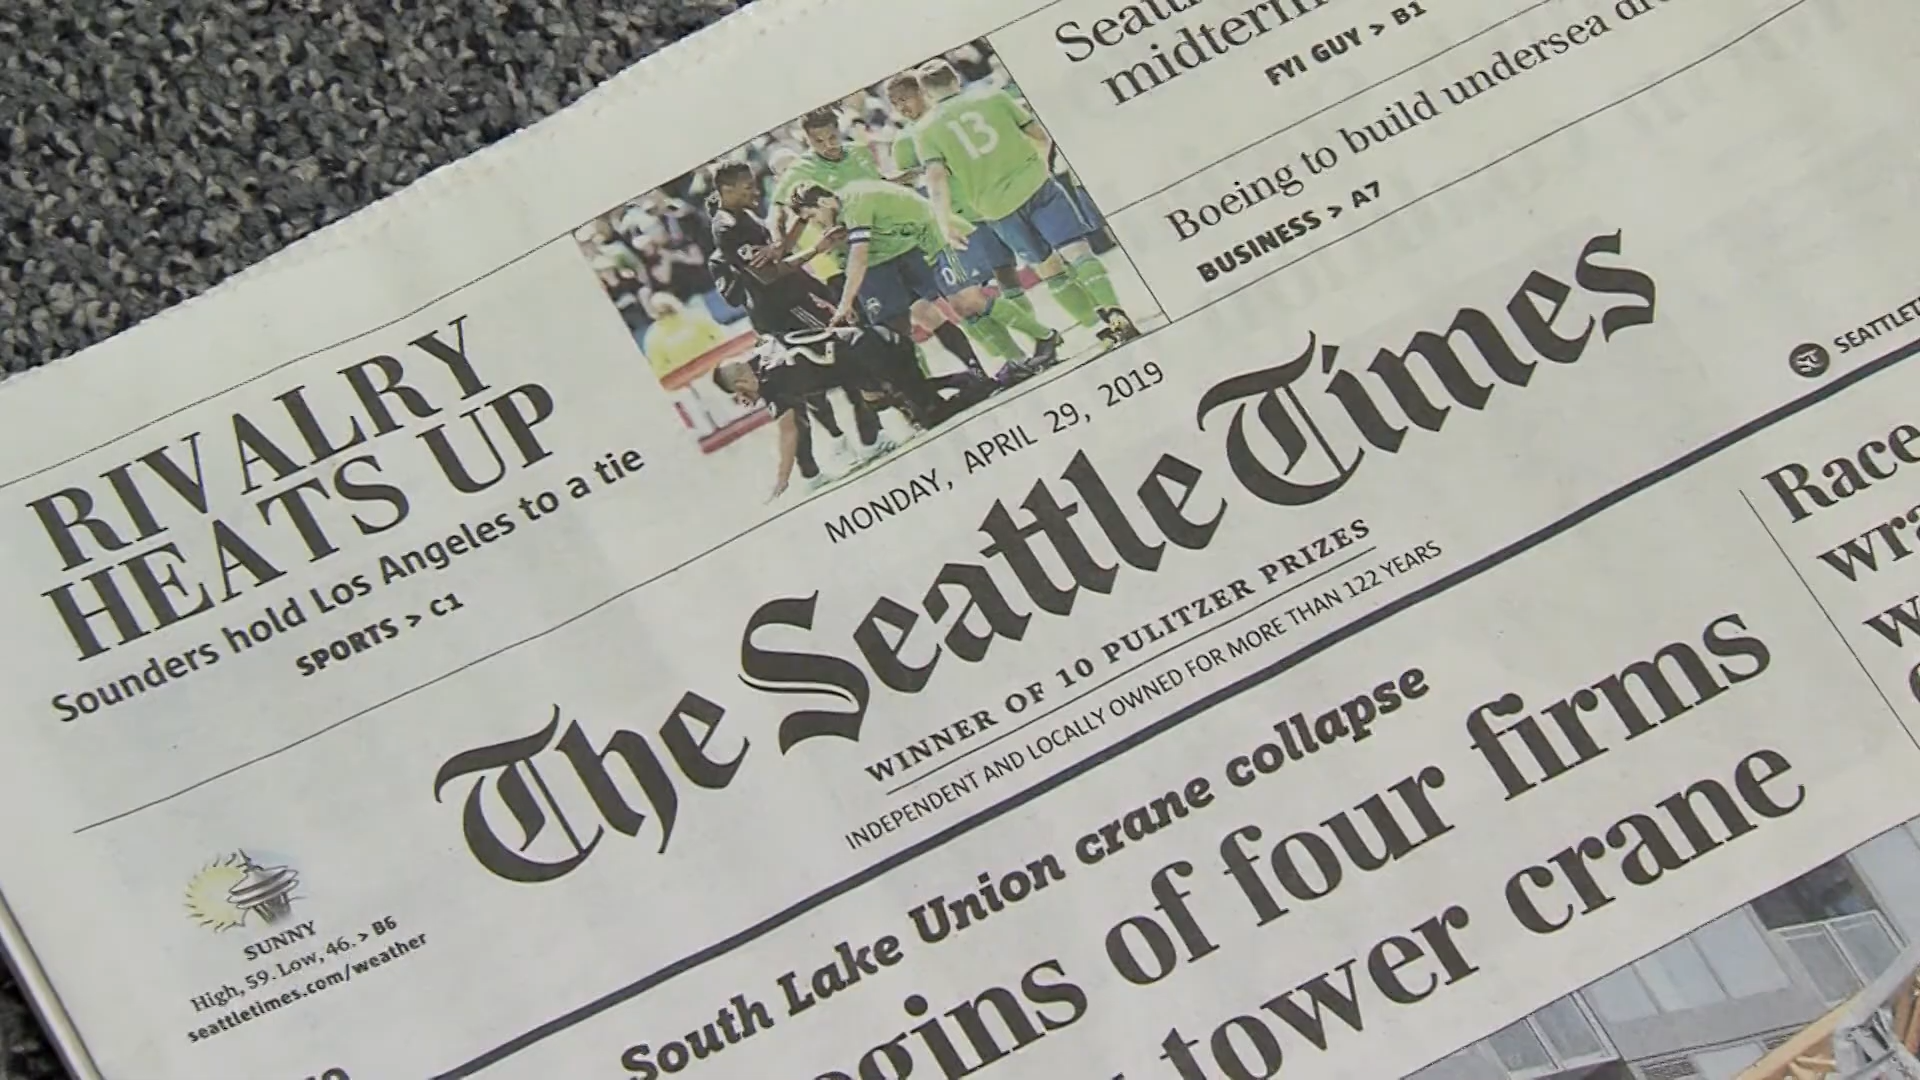 RIVALRY
HEATS UP
Sounders hold Los Angeles to a tie
SPORTS > C1
13
midterm
FYI GUY > B1
Boeing to build undersea
BUSINESS > A7
MONDAY, APRIL 29, 2019
The Seattle Times
WINNER OF 10 PULITZER PRIZES
INDEPENDENT AND LOCALLY OWNED FOR MORE THAN 122 YEARS
SUNNY
High, 59. Low, 46. > B6
seattletimes.com/weather
South Lake Union crane collapse
of four firms
tower crane
Race